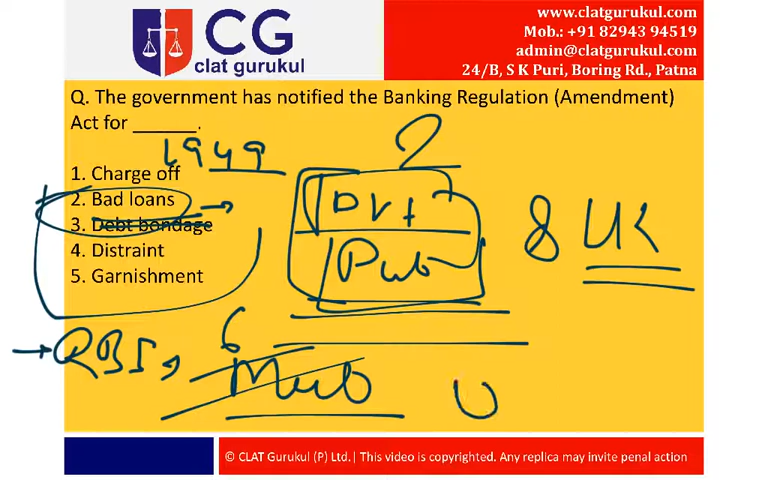 CG
clat gurukul
www.clatgurukul.com
Mob.: +91 82943 94519
admin@clatgurukul.com
24/B, S K Puri, Boring Rd., Patna
Q. The government has notified the Banking Regulation (Amendment)
Act for ______.
1949
2
1. Charge off
2. Bad loans
3. Debt bondage
4. Distraint
5. Garnishment
Pvt
Pub
8
RBI,
6
© CLAT Gurukul (P) Ltd.| This video is copyrighted. Any replica may invite penal action